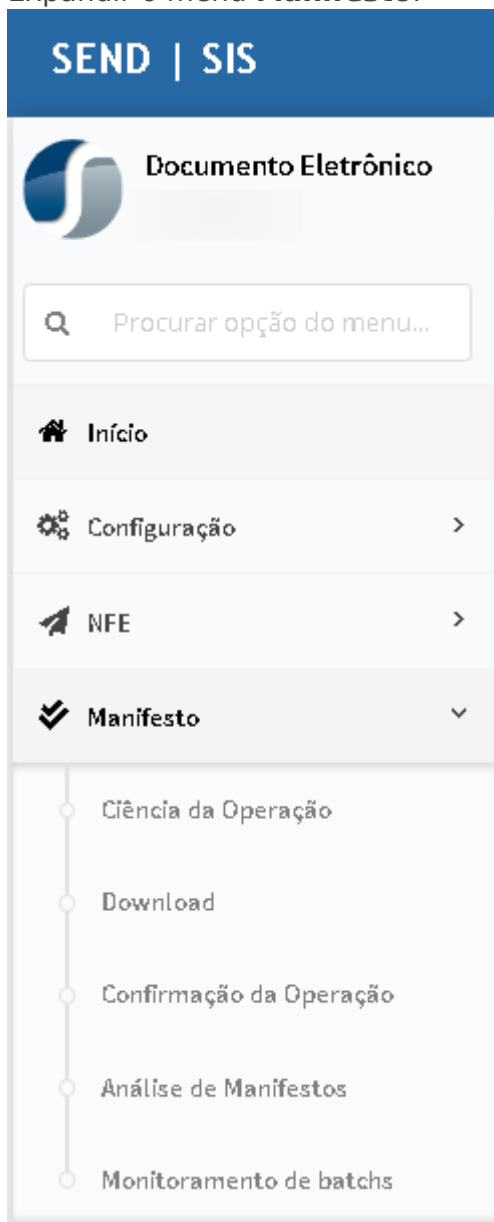 Expandir o menu Manifesto.
SEND | SIS
Documento Eletrônico
Procurar opção do menu...
Início
Configuração
NFE
Manifesto
Ciência da Operação
Download
Confirmação da Operação
Análise de Manifestos
Monitoramento de batchs